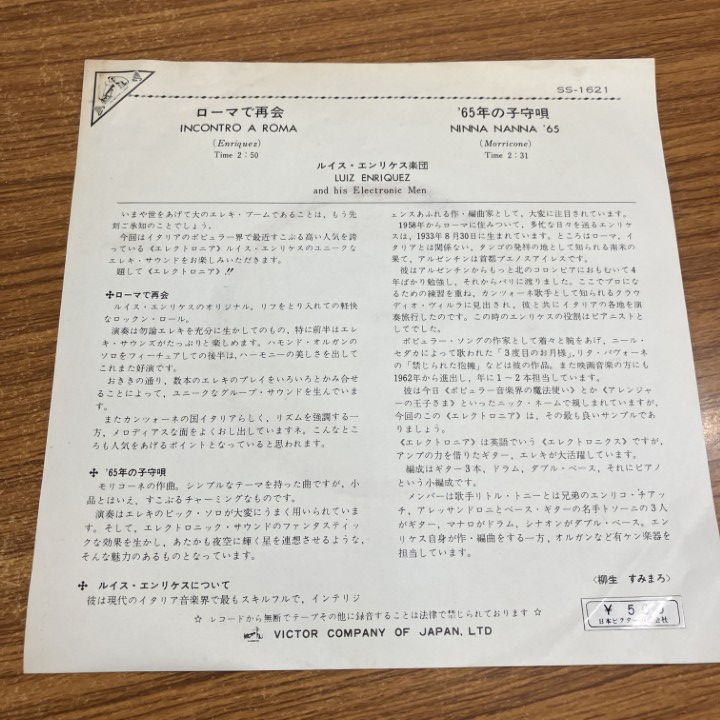 SS-1621
ローマで再会
INCONTRO A ROMA
(Enriquez)
Time 2:50
'65年の子守唄
NINNA NANNA '65
(Morricone)
Time 2:31
ルイス・エンリケス楽団
LUIZ ENRIQUEZ
and his Electronic Men
いまや世をあげて大のエレキ・ブームであることは、もう先
刻ご承知のことでしょう。
今回はイタリアのポピュラー界で最近すこぶる高い人気を誇
っている《エレクトロニア》ルイス・エンリケスのユニークな
エレキ・サウンドをお楽しみいただきます。
題して《エレクトロニア》!!
✤ローマで再会
ルイス・エンリケスのオリジナル。リフをとり入れての軽快
なロックン・ロール。
演奏は勿論エレキを充分に生かしてのもの、特に前半はエレ
キ・サウンズがたっぷりと楽しめます。ハモンド・オルガンの
ソロをフィーチュアしての後半は、ハーモニーの美しさを出して
これまた好演です。
おききの通り、数本のエレキのプレイをいろいろとかみ合せ
ることによって、ユニークなグループ・サウンドを生んでいま
す。
またカンツォーネの国イタリアらしく、リズムを強調する一
方、メロディアスな面をよくおし出していますネ。こんなところ
も人気をあげるポイントとなっていると思われます。
✤ '65年の子守唄
モリコーネの作曲。シンプルなテーマを持った曲ですが、小
品とはいえ、すこぶるチャーミングなものです。
演奏はエレキのピック・ソロが大変にうまく用いられていま
す。そして、エレクトロニック・サウンドのファンタスティッ
クな効果を生かし、あたかも夜空に輝く星を連想させるような、
そんな魅力のあるものとなっています。
✤ ルイス・エンリケスについて
彼は現代のイタリア音楽界で最もスキルフルで、インテリジ
ェンスあふれる作・編曲家として、大変に注目されています。
1958年からローマに住みついて、多忙な日々を送るエンリケ
スは、1933年8月30日に生まれています。ところはローマ、イ
タリアとは関係ない。タンゴの発祥の地として知られる南米の
果て、アルゼンチンは首都ブエノスアイレスです。
彼はアルゼンチンからもっと北のコロンビアにおもむいて4
年ばかり勉強し、それからパリに渡りました。ここでプロにな
るための練習を重ね、カンツォーネ歌手として知られるクラウ
ディオ・ヴィルラに見出され、彼と共にイタリアの各地を演
奏旅行したのです。この時のエンリケスの役割はピアニストと
してでした。
ポピュラー・ソングの作家として着々と腕をあげ、ニール・
セダカによって歌われた「3度目のお月様」、リタ・パヴォーネ
の「禁じられた抱擁」などは彼の作品。また映画音楽の方にも
1962年から進出し、年に1〜2本担当しています。
彼は今日《ポピュラー音楽界の魔法使い》とか《アレンジャー
の王子さま》といったニック・ネームで親しまれていますが、
今回のこの《エレクトロニア》は、その最も良いサンプルであり
ましょう。
《エレクトロニア》は英語でいう《エレクトロニクス》ですが、
アンプの力を借りたギター、エレキが大活躍しています。
編成はギター3本、ドラム、ダブル・ベース、それにピアノ
という小編成です。
メンバーは歌手リトル・トニーとは兄弟のエンリコ・チアッ
チ、アレッサンドロニとベース・ギターの名手トソーニの3人
がギター、マナロがドラム、シナオンがダブル・ベース。エン
リケス自身が作・編曲をする一方、オルガンなど有ケン楽器を
担当しています。
〈柳生 すみまろ〉
☆ レコードから無断でテープその他に録音することは法律で禁じられております ☆
VICTOR COMPANY OF JAPAN, LTD
¥5
日本ビクター 会社